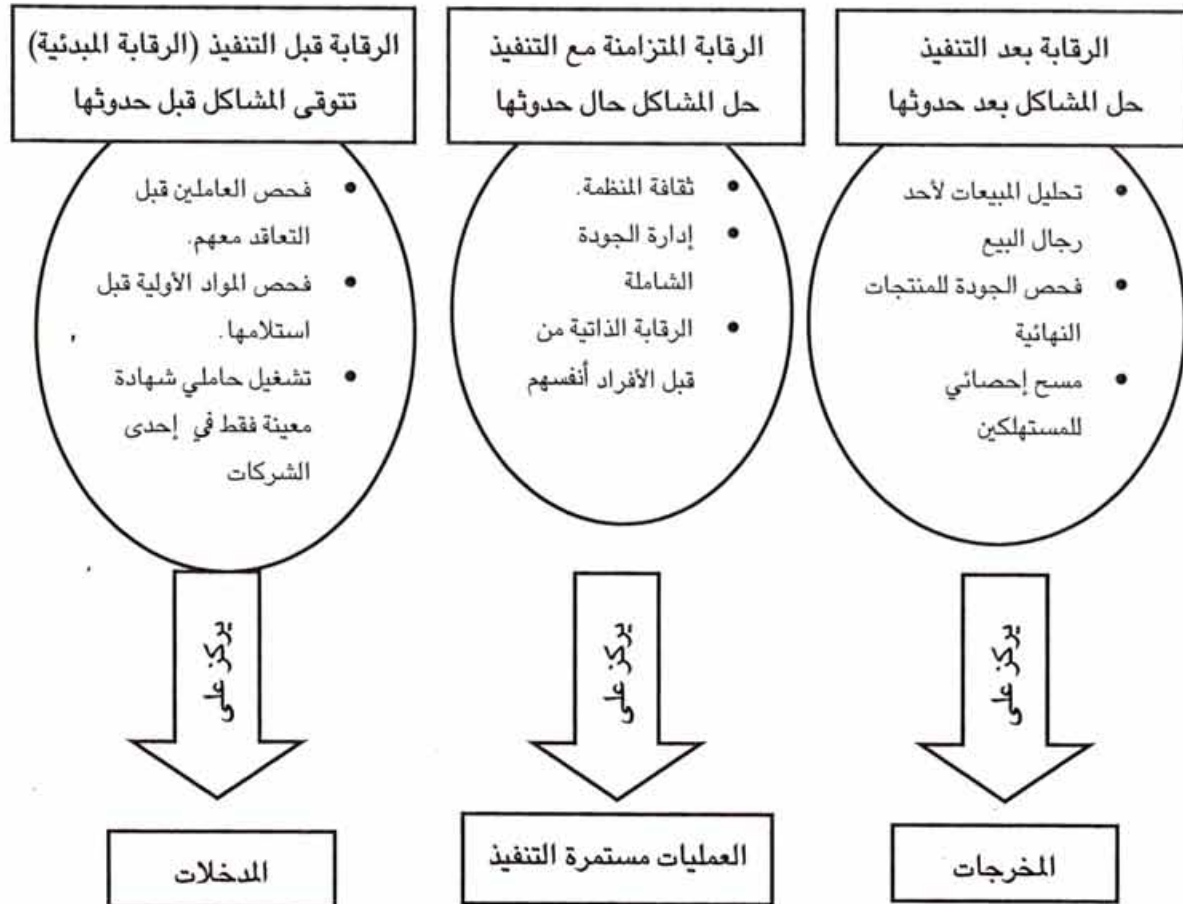 الرقابة بعد التنفيذ
حل المشاكل بعد حدوثها
• تحليل المبيعات لأحد
رجال البيع
• فحص الجودة للمنتجات
النهائية
• مسح إحصائي
للمستهلكين
يركز على
المخرجات
الرقابة المتزامنة مع التنفيذ
حل المشاكل حال حدوثها
• ثقافة المنظمة.
• إدارة الجودة
الشاملة
• الرقابة الذاتية من
قبل الأفراد أنفسهم
يركز على
العمليات مستمرة التنفيذ
الرقابة قبل التنفيذ (الرقابة المبدئية)
تتوقى المشاكل قبل حدوثها
• فحص العاملين قبل
التعاقد معهم.
• فحص المواد الأولية قبل
استلامها.
• تشغيل حاملي شهادة
معينة فقط في إحدى
الشركات
يركز على
المدخلات